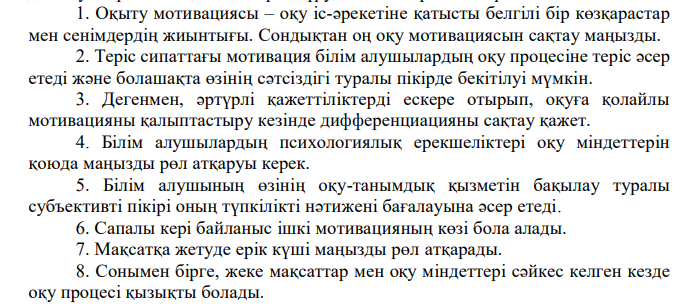 1. Оқыту мотивациясы – оқу іс-әрекетіне қатысты белгілі бір көзқарастар
мен сенімдердің жиынтығы. Сондықтан оң оқу мотивациясын сақтау маңызды.
2. Теріс сипаттағы мотивация білім алушылардың оқу процесіне теріс әсер
етеді және болашақта өзінің сәтсіздігі туралы пікірде бекітілуі мүмкін.
3. Дегенмен, әртүрлі қажеттіліктерді ескере отырып, оқуға қолайлы
мотивацияны қалыптастыру кезінде дифференциацияны сақтау қажет.
4. Білім алушылардың психологиялық ерекшеліктері оқу міндеттерін
қоюда маңызды рөл атқаруы керек.
5. Білім алушының өзінің оқу-танымдық қызметін бақылау туралы
субъективті пікірі оның түпкілікті нәтижені бағалауына әсер етеді.
6. Сапалы кері байланыс ішкі мотивацияның көзі бола алады.
7. Мақсатқа жетуде ерік күші маңызды рөл атқарады.
8. Сонымен бірге, жеке мақсаттар мен оқу міндеттері сәйкес келген кезде
оқу процесі қызықты болады.